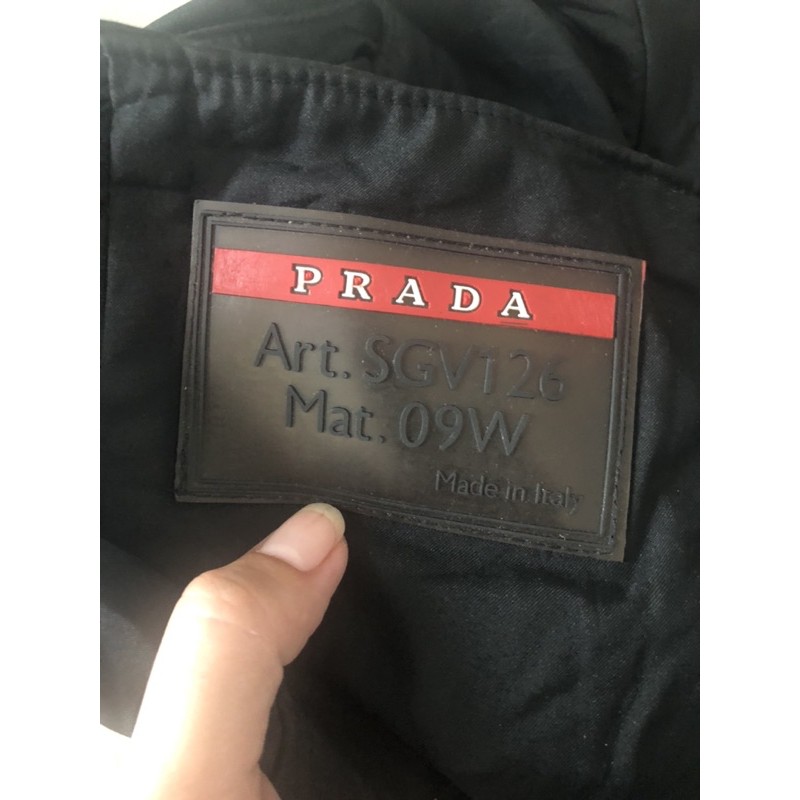 PRADA
Art. SGV126
Mat. 09W
Made in Italy